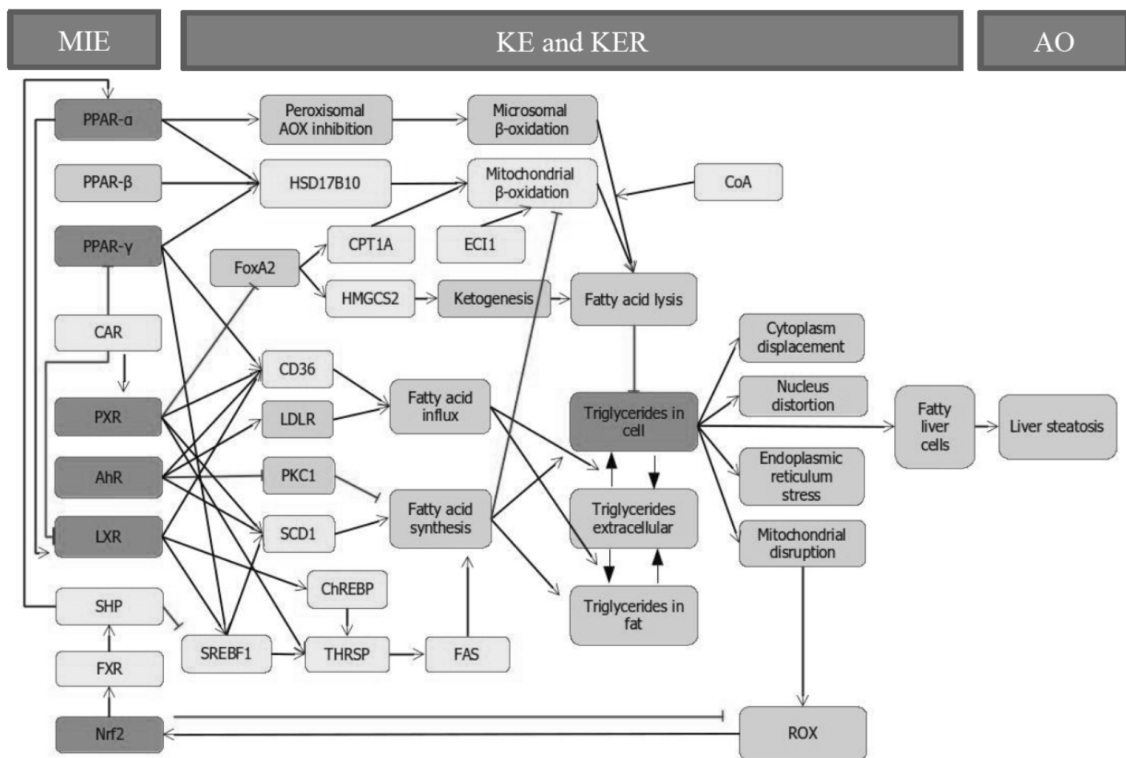 MIE
KE and KER
AO
PPAR-α
Peroxisomal
AOX inhibition
Microsomal
β-oxidation
PPAR-β
HSD17B10
Mitochondrial
β-oxidation
CoA
PPAR-γ
FoxA2
CPT1A
ECI1
HMGCS2
Ketogenesis
Fatty acid lysis
CAR
CD36
Cytoplasm
displacement
PXR
LDLR
Fatty acid
influx
Triglycerides in
cell
Nucleus
distortion
Fatty
liver
cells
Liver steatosis
AhR
PKC1
Endoplasmic
reticulum
stress
LXR
SCD1
Fatty acid
synthesis
Triglycerides
extracellular
Mitochondrial
disruption
SHP
ChREBP
Triglycerides in
fat
FXR
SREBF1
THRSP
FAS
Nrf2
ROX